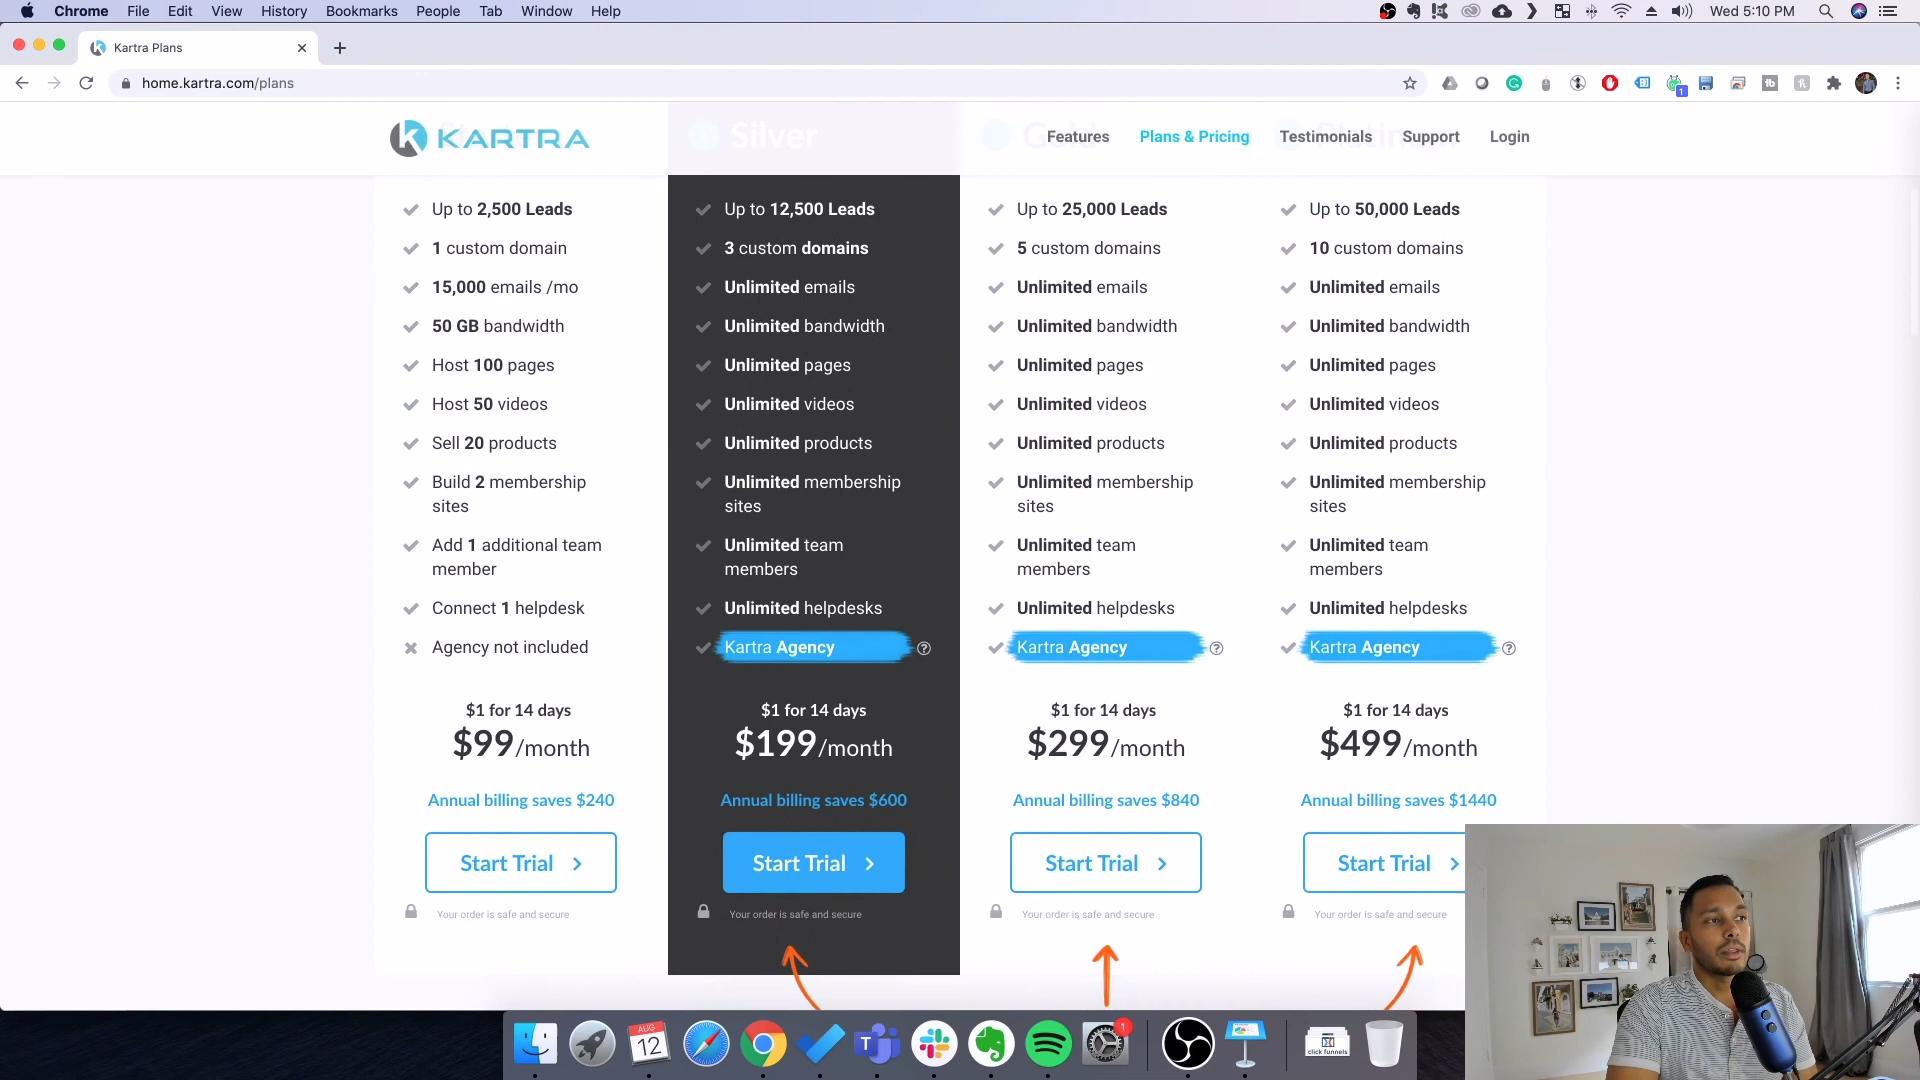 Chrome File Edit View History Bookmarks People Tab Window Help
Wed 5:10 PM
Kartra Plans
home.kartra.com/plans
KARTRA
Silver
Features Plans & Pricing Testimonials Support Login
Up to 2,500 Leads
1 custom domain
15,000 emails /mo
50 GB bandwidth
Host 100 pages
Host 50 videos
Sell 20 products
Build 2 membership
sites
Add 1 additional team
member
Connect 1 helpdesk
Agency not included
$1 for 14 days
$99/month
Annual billing saves $240
Start Trial
Your order is safe and secure
Up to 12,500 Leads
3 custom domains
Unlimited emails
Unlimited bandwidth
Unlimited pages
Unlimited videos
Unlimited products
Unlimited membership
sites
Unlimited team
members
Unlimited helpdesks
Kartra Agency ?
$1 for 14 days
$199/month
Annual billing saves $600
Start Trial
Your order is safe and secure
Up to 25,000 Leads
5 custom domains
Unlimited emails
Unlimited bandwidth
Unlimited pages
Unlimited videos
Unlimited products
Unlimited membership
sites
Unlimited team
members
Unlimited helpdesks
Kartra Agency ?
$1 for 14 days
$299/month
Annual billing saves $840
Start Trial
Your order is safe and secure
Up to 50,000 Leads
10 custom domains
Unlimited emails
Unlimited bandwidth
Unlimited pages
Unlimited videos
Unlimited products
Unlimited membership
sites
Unlimited team
members
Unlimited helpdesks
Kartra Agency ?
$1 for 14 days
$499/month
Annual billing saves $1440
Start Trial
Your order is safe and secure
AUG
12
1
click funnels